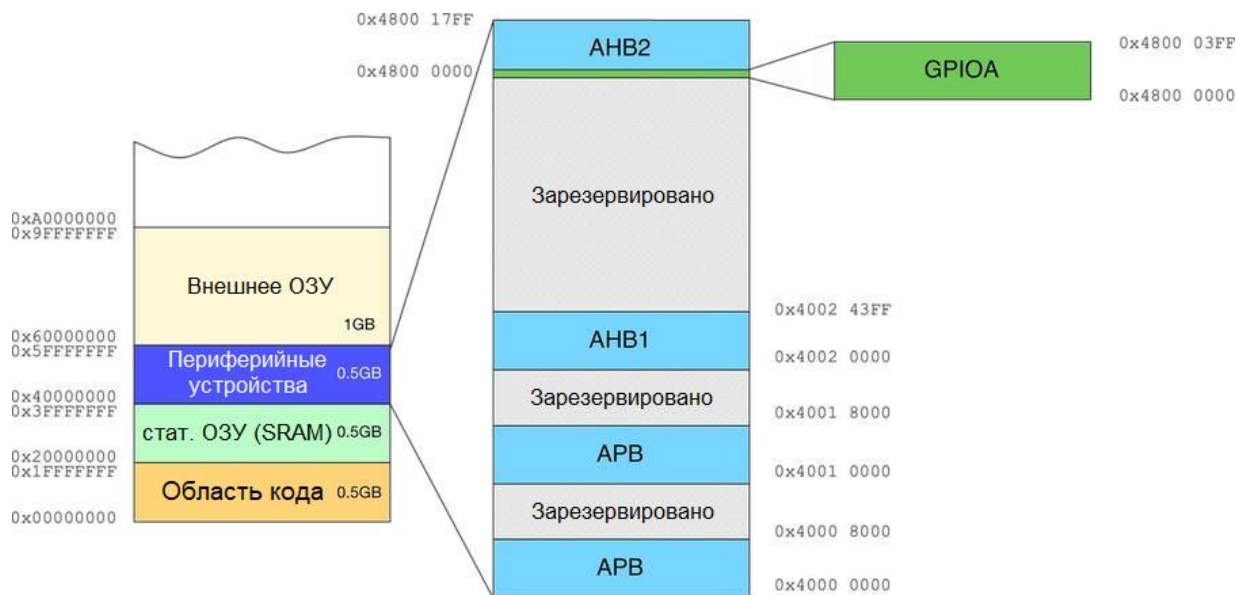 0x4800 17FF
AHB2
0x4800 0000
0x4800 03FF
GPIOA
0x4800 0000
Зарезервировано
0xA0000000
0x9FFFFFFF
Внешнее ОЗУ
1GB
0x60000000
0x5FFFFFFF
Периферийные
устройства
0.5GB
0x40000000
0x3FFFFFFF
стат. ОЗУ (SRAM) 0.5GB
0x20000000
0x1FFFFFFF
Область кода 0.5GB
0x00000000
0x4002 43FF
AHB1
0x4002 0000
Зарезервировано
0x4001 8000
APB
0x4001 0000
Зарезервировано
0x4000 8000
APB
0x4000 0000